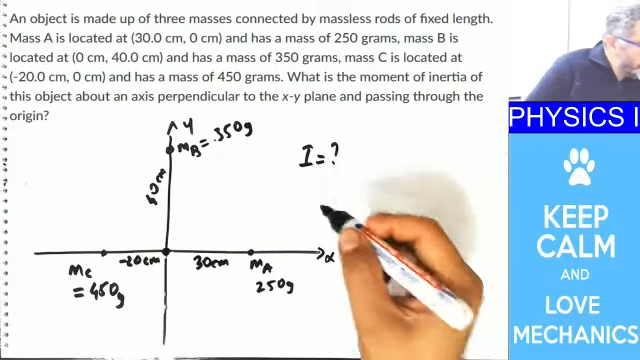 An object is made up of three masses connected by massless rods of fixed length.
Mass A is located at (30.0 cm, 0 cm) and has a mass of 250 grams, mass B is
located at (0 cm, 40.0 cm) and has a mass of 350 grams, mass C is located at
(-20.0 cm, 0 cm) and has a mass of 450 grams. What is the moment of inertia of
this object about an axis perpendicular to the x-y plane and passing through the
origin?
y
mB = 350g
40cm
I = ?
-20cm
30cm
x
mC
= 450g
mA
250g
PHYSICS I
KEEP
CALM
AND
LOVE
MECHANICS